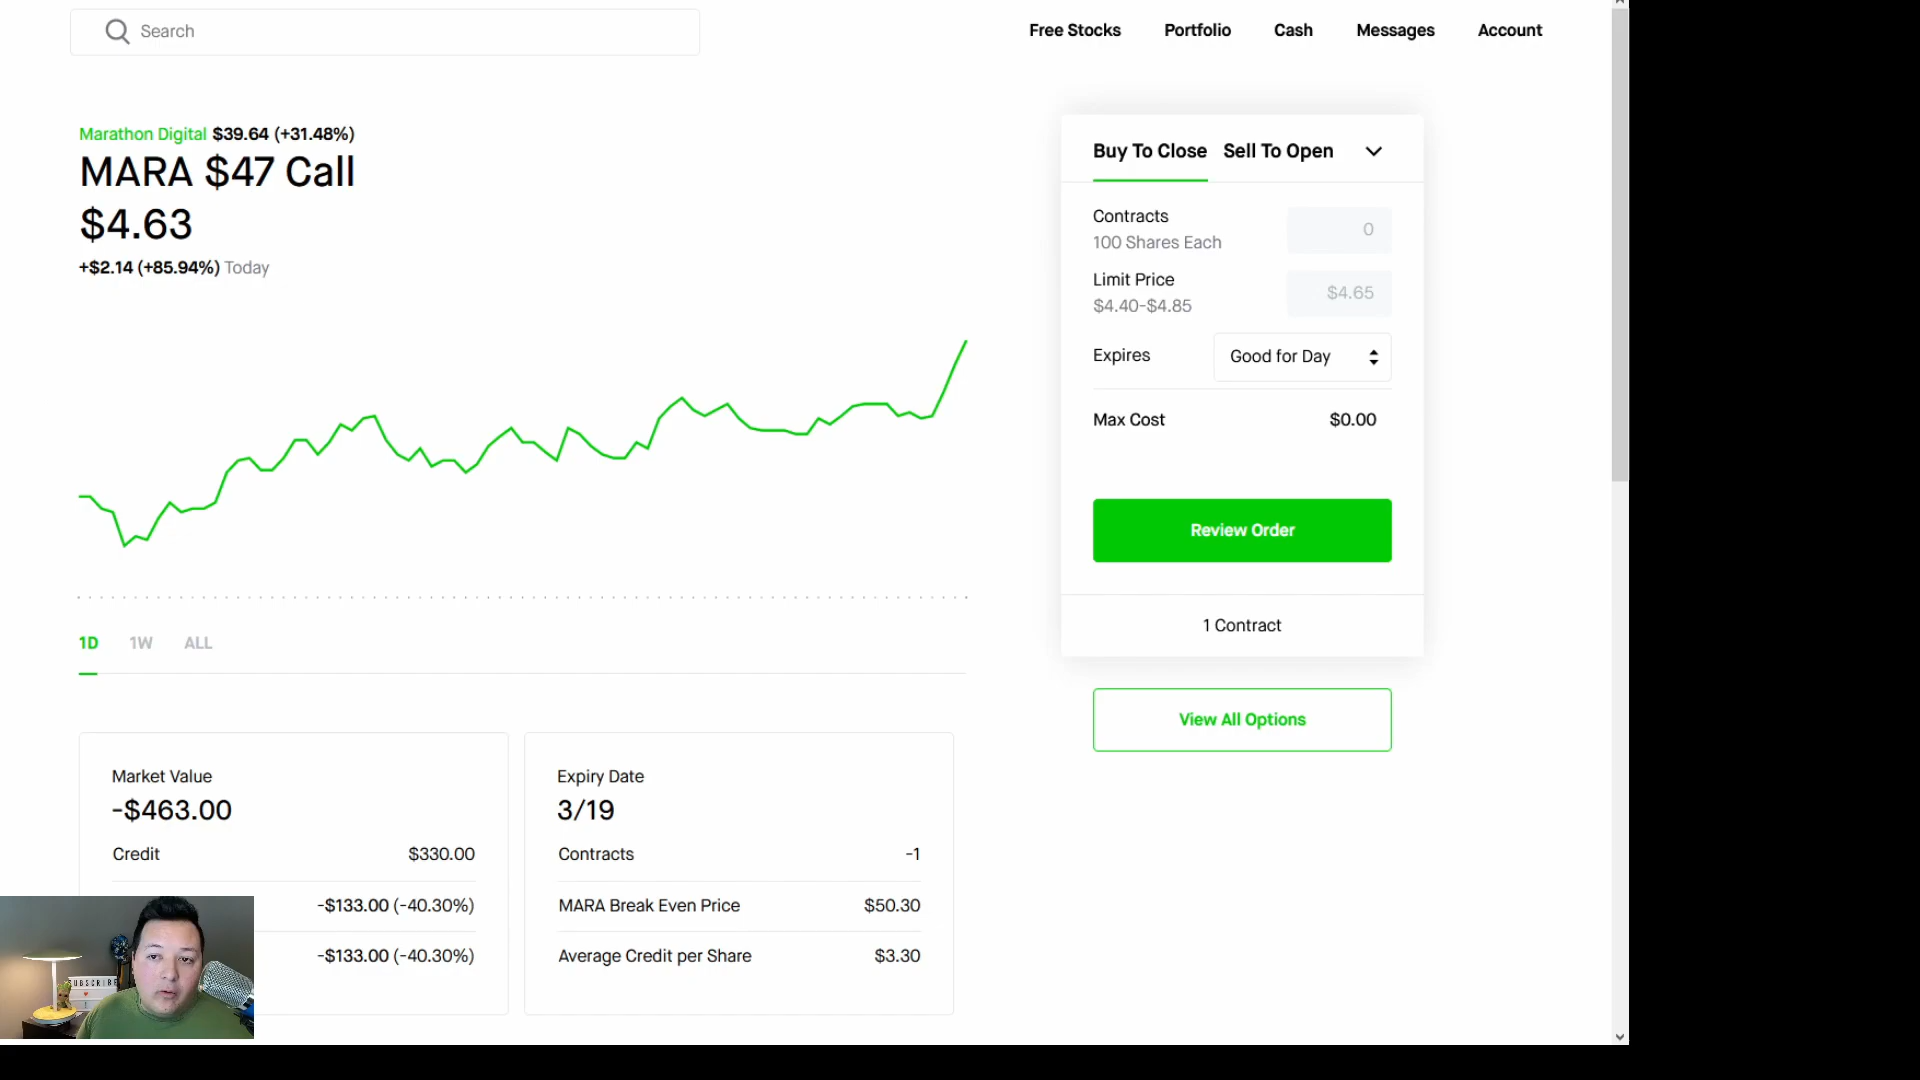 Search
Free Stocks
Portfolio
Cash
Messages
Account
Marathon Digital $39.64 (+31.48%)
MARA $47 Call
$4.63
+$2.14 (+85.94%) Today
1D
1W
ALL
Buy To Close
Sell To Open
Contracts
100 Shares Each
0
Limit Price
$4.40-$4.85
$4.65
Expires
Good for Day
Max Cost
$0.00
Review Order
1 Contract
View All Options
Market Value
-$463.00
Credit
$330.00
-$133.00 (-40.30%)
-$133.00 (-40.30%)
Expiry Date
3/19
Contracts
-1
MARA Break Even Price
$50.30
Average Credit per Share
$3.30
SUBSCRIBE